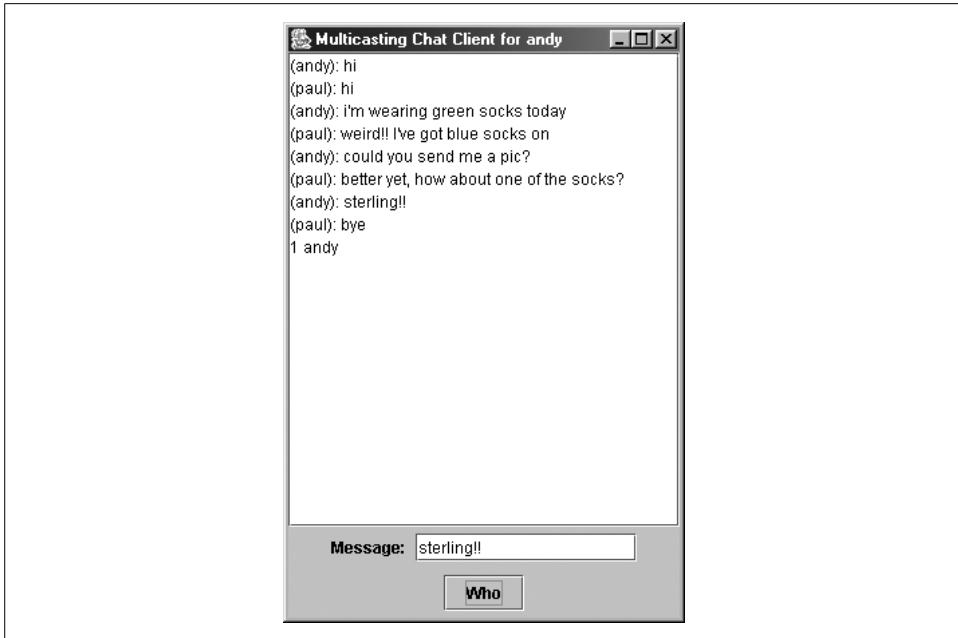 Multicasting Chat Client for andy
(andy): hi
(paul): hi
(andy): i'm wearing green socks today
(paul): weird!! I've got blue socks on
(andy): could you send me a pic?
(paul): better yet, how about one of the socks?
(andy): sterling!!
(paul): bye
1 andy
Message: sterling!!
Who